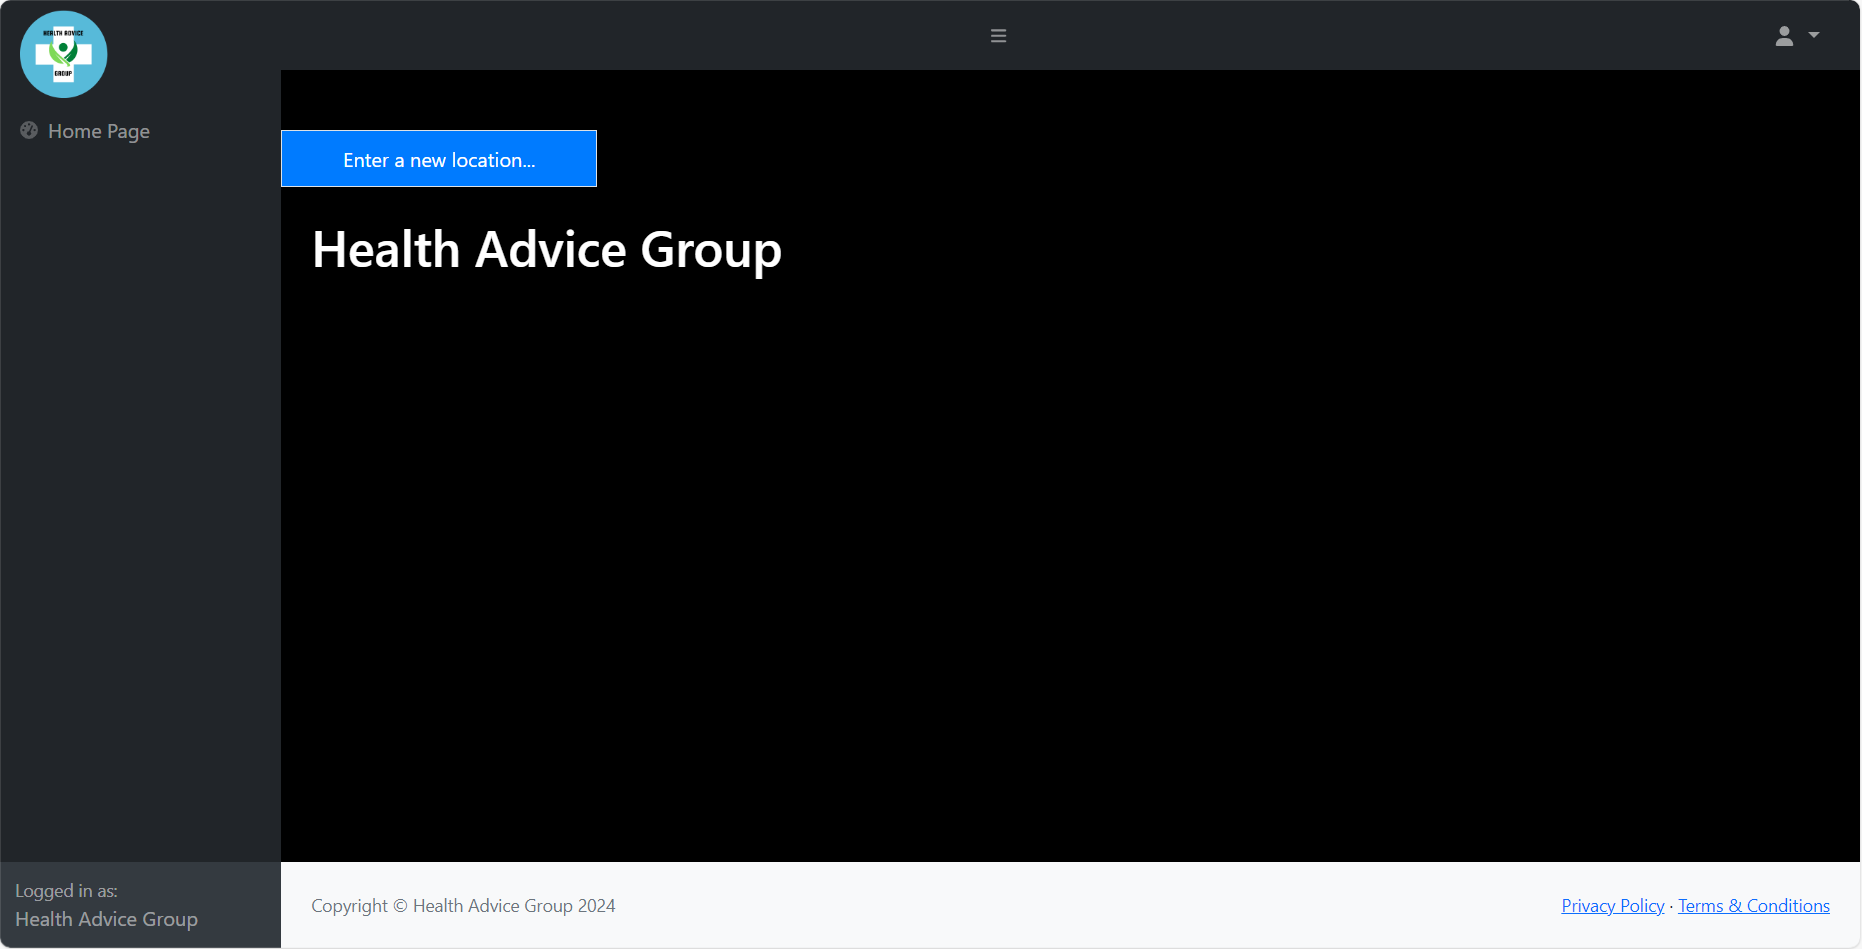 HEALTH ADVICE
GROUP
Home Page
Enter a new location...
Health Advice Group
Logged in as:
Health Advice Group
Copyright © Health Advice Group 2024
Privacy Policy · Terms & Conditions